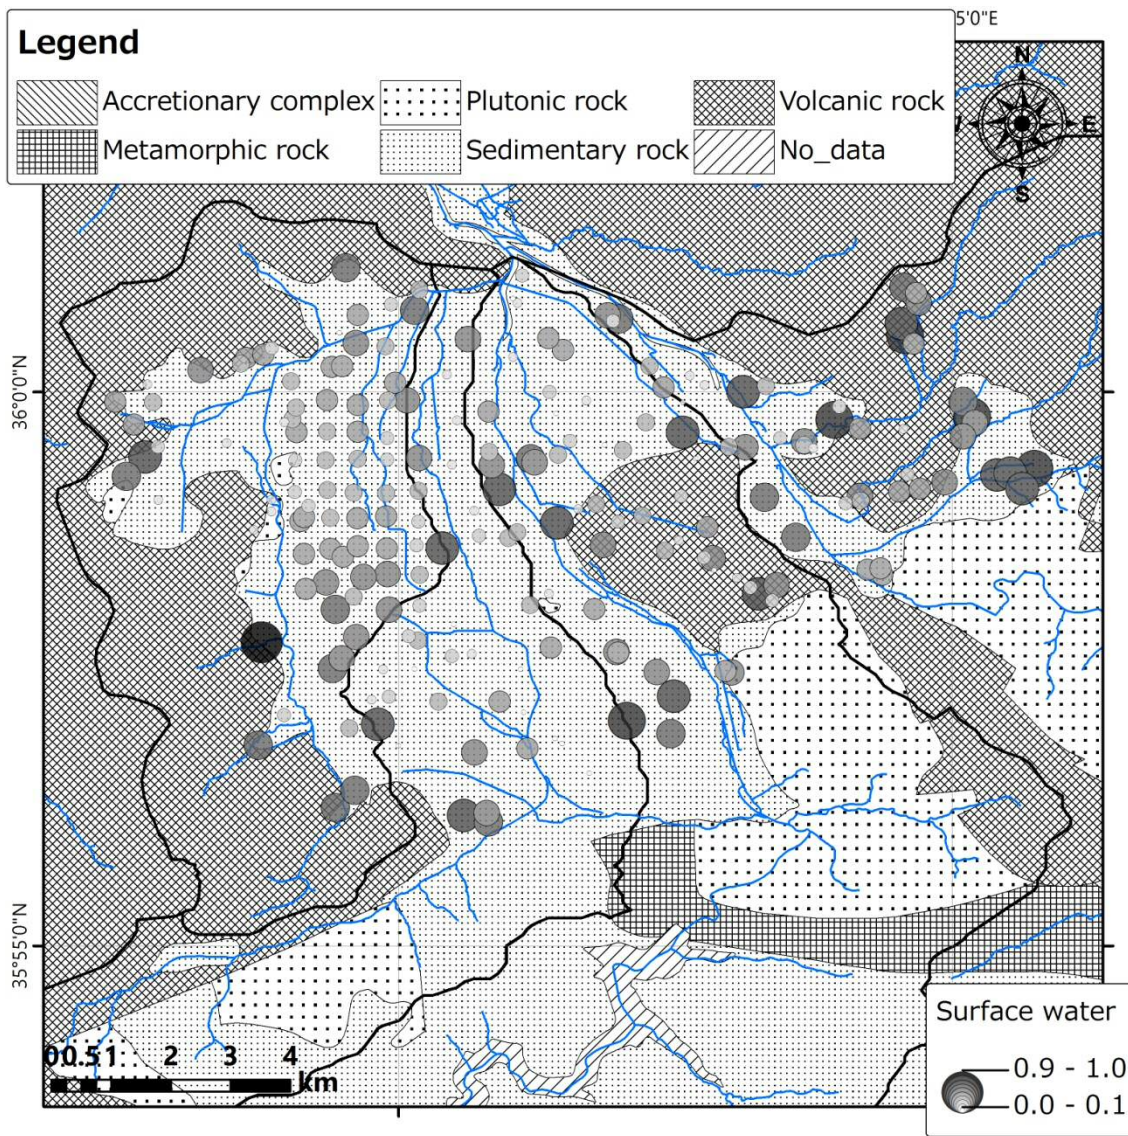 5'0"E
Legend
Accretionary complex Plutonic rock Volcanic rock
Metamorphic rock Sedimentary rock No_data
N
E
S
36°0'0"N
35°5'0"N
Surface water
0.9 - 1.0
0.0 - 0.1
0 0.5 1 2 3 4
km